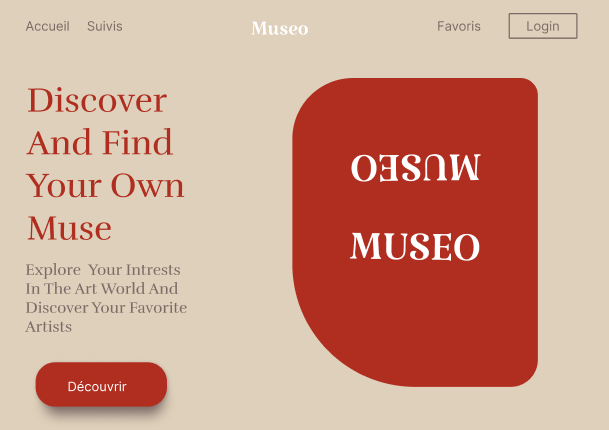 Accueil Suivis Museo Favoris Login
Discover
And Find
Your Own
Muse
Explore Your Intrests
In The Art World And
Discover Your Favorite
Artists
Découvrir
MUSEO
MUSEO